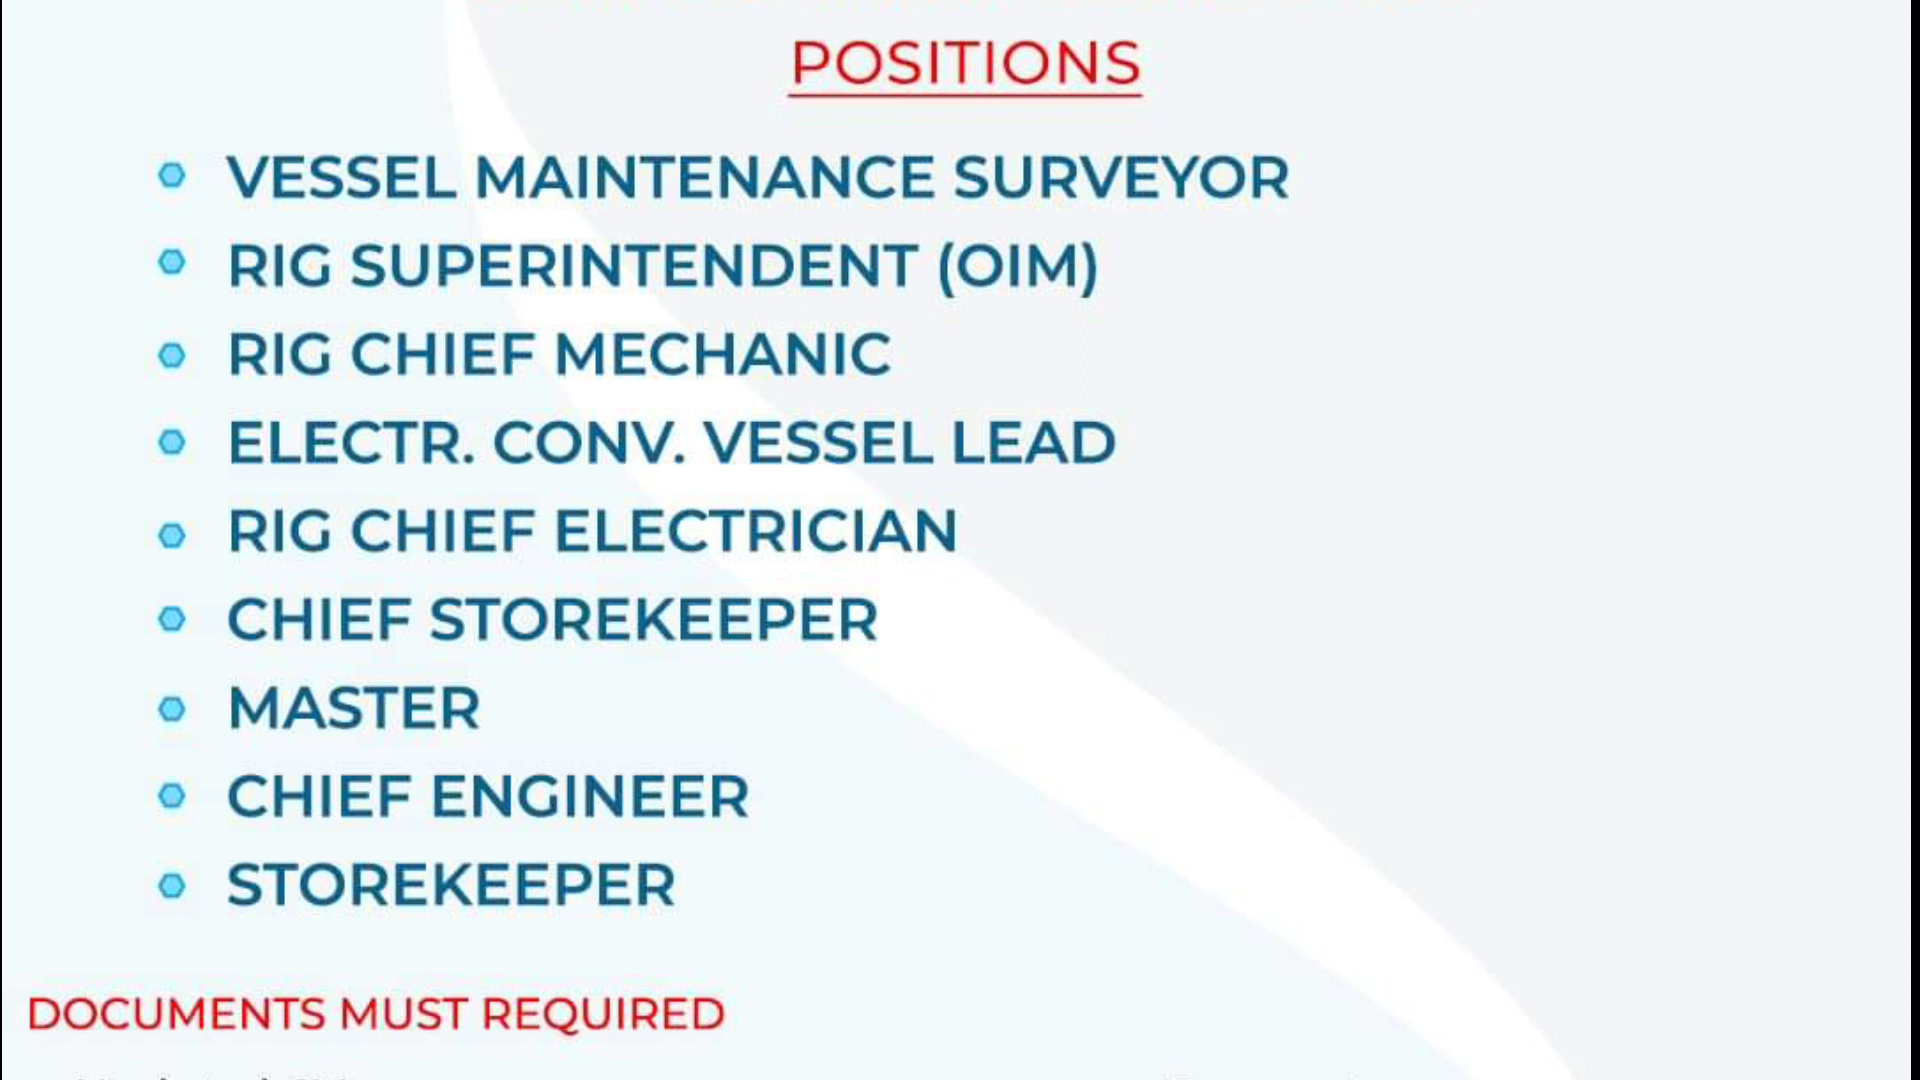 POSITIONS
VESSEL MAINTENANCE SURVEYOR
RIG SUPERINTENDENT (OIM)
RIG CHIEF MECHANIC
ELECTR. CONV. VESSEL LEAD
RIG CHIEF ELECTRICIAN
CHIEF STOREKEEPER
MASTER
CHIEF ENGINEER
STOREKEEPER
DOCUMENTS MUST REQUIRED